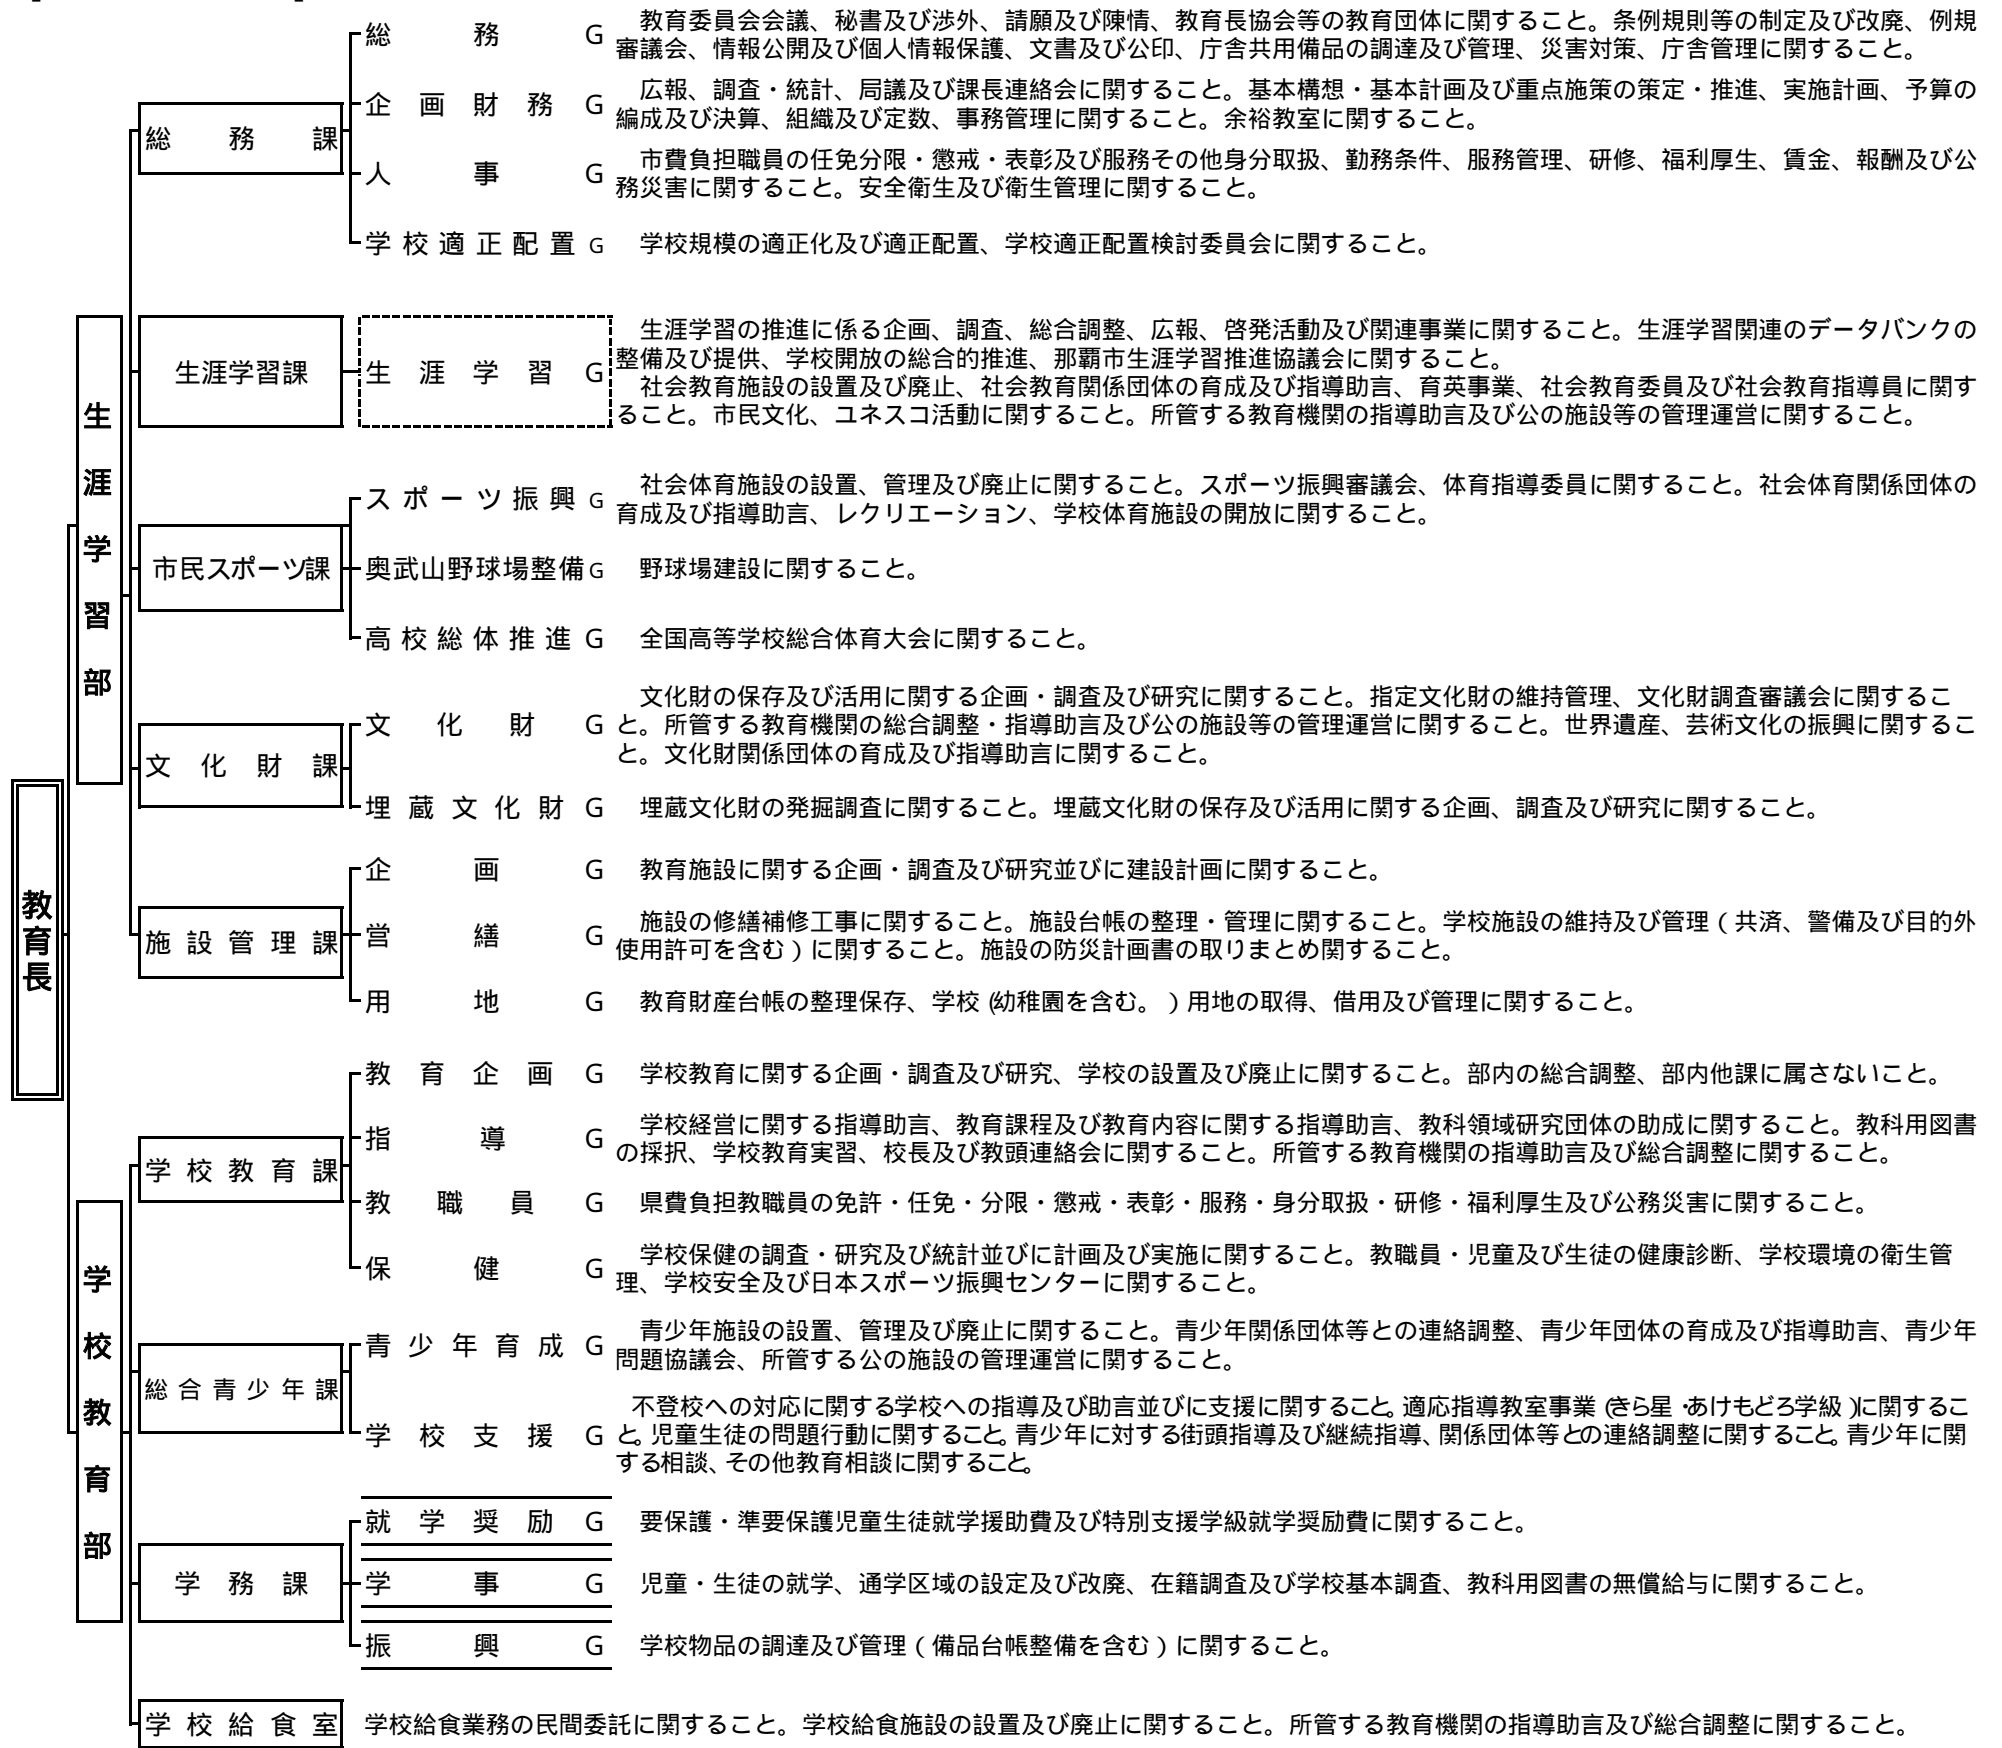 教育長
生涯学習部
総務課
総務G
教育委員会会議、秘書及び渉外、請願及び陳情、教育長協会等の教育団体に関すること。条例規則等の制定及び改廃、例規
審議会、情報公開及び個人情報保護、文書及び公印、庁舎共用備品の調達及び管理、災害対策、庁舎管理に関すること。
企画財務G
広報、調査・統計、局議及び課長連絡会に関すること。基本構想・基本計画及び重点施策の策定・推進、実施計画、予算の
編成及び決算、組織及び定数、事務管理に関すること。余裕教室に関すること。
人事G
市費負担職員の任免分限・懲戒・表彰及び服務その他身分取扱、勤務条件、服務管理、研修、福利厚生、賃金、報酬及び公
務災害に関すること。安全衛生及び衛生管理に関すること。
学校適正配置G
学校規模の適正化及び適正配置、学校適正配置検討委員会に関すること。
生涯学習課
生涯学習G
生涯学習の推進に係る企画、調査、総合調整、広報、啓発活動及び関連事業に関すること。生涯学習関連のデータバンクの
整備及び提供、学校開放の総合的推進、那覇市生涯学習推進協議会に関すること。
社会教育施設の設置及び廃止、社会教育関係団体の育成及び指導助言、育英事業、社会教育委員及び社会教育指導員に関す
ること。市民文化、ユネスコ活動に関すること。所管する教育機関の指導助言及び公の施設等の管理運営に関すること。
市民スポーツ課
スポーツ振興G
社会体育施設の設置、管理及び廃止に関すること。スポーツ振興審議会、体育指導委員に関すること。社会体育関係団体の
育成及び指導助言、レクリエーション、学校体育施設の開放に関すること。
奥武山野球場整備G
野球場建設に関すること。
高校総体推進G
全国高等学校総合体育大会に関すること。
文化財課
文化財G
文化財の保存及び活用に関する企画・調査及び研究に関すること。指定文化財の維持管理、文化財調査審議会に関するこ
と。所管する教育機関の総合調整・指導助言及び公の施設等の管理運営に関すること。世界遺産、芸術文化の振興に関するこ
と。文化財関係団体の育成及び指導助言に関すること。
埋蔵文化財G
埋蔵文化財の発掘調査に関すること。埋蔵文化財の保存及び活用に関する企画、調査及び研究に関すること。
施設管理課
企画G
教育施設に関する企画・調査及び研究並びに建設計画に関すること。
営繕G
施設の修繕補修工事に関すること。施設台帳の整理・管理に関すること。学校施設の維持及び管理(共済、警備及び目的外
使用許可を含む)に関すること。施設の防災計画書の取りまとめ関すること。
用地G
教育財産台帳の整理保存、学校(幼稚園を含む。)用地の取得、借用及び管理に関すること。
学校教育部
学校教育課
教育企画G
学校教育に関する企画・調査及び研究、学校の設置及び廃止に関すること。部内の総合調整、部内他課に属さないこと。
指導G
学校経営に関する指導助言、教育課程及び教育内容に関する指導助言、教科領域研究団体の助成に関すること。教科用図書
の採択、学校教育実習、校長及び教頭連絡会に関すること。所管する教育機関の指導助言及び総合調整に関すること。
教職員G
県費負担教職員の免許・任免・分限・懲戒・表彰・服務・身分取扱・研修・福利厚生及び公務災害に関すること。
保健G
学校保健の調査・研究及び統計並びに計画及び実施に関すること。教職員・児童及び生徒の健康診断、学校環境の衛生管
理、学校安全及び日本スポーツ振興センターに関すること。
総合青少年課
青少年育成G
青少年施設の設置、管理及び廃止に関すること。青少年関係団体等との連絡調整、青少年団体の育成及び指導助言、青少年
問題協議会、所管する公の施設の管理運営に関すること。
学校支援G
不登校への対応に関する学校への指導及び助言並びに支援に関すること。適応指導教室事業(きら星・あけもどろ学級)に関するこ
と。児童生徒の問題行動に関すること。青少年に対する街頭指導及び継続指導、関係団体等との連絡調整に関すること。青少年に関
する相談、その他教育相談に関すること。
学務課
就学奨励G
要保護・準要保護児童生徒就学援助費及び特別支援学級就学奨励費に関すること。
学事G
児童・生徒の就学、通学区域の設定及び改廃、在籍調査及び学校基本調査、教科用図書の無償給与に関すること。
振興G
学校物品の調達及び管理(備品台帳整備を含む)に関すること。
学校給食室
学校給食業務の民間委託に関すること。学校給食施設の設置及び廃止に関すること。所管する教育機関の指導助言及び総合調整に関すること。